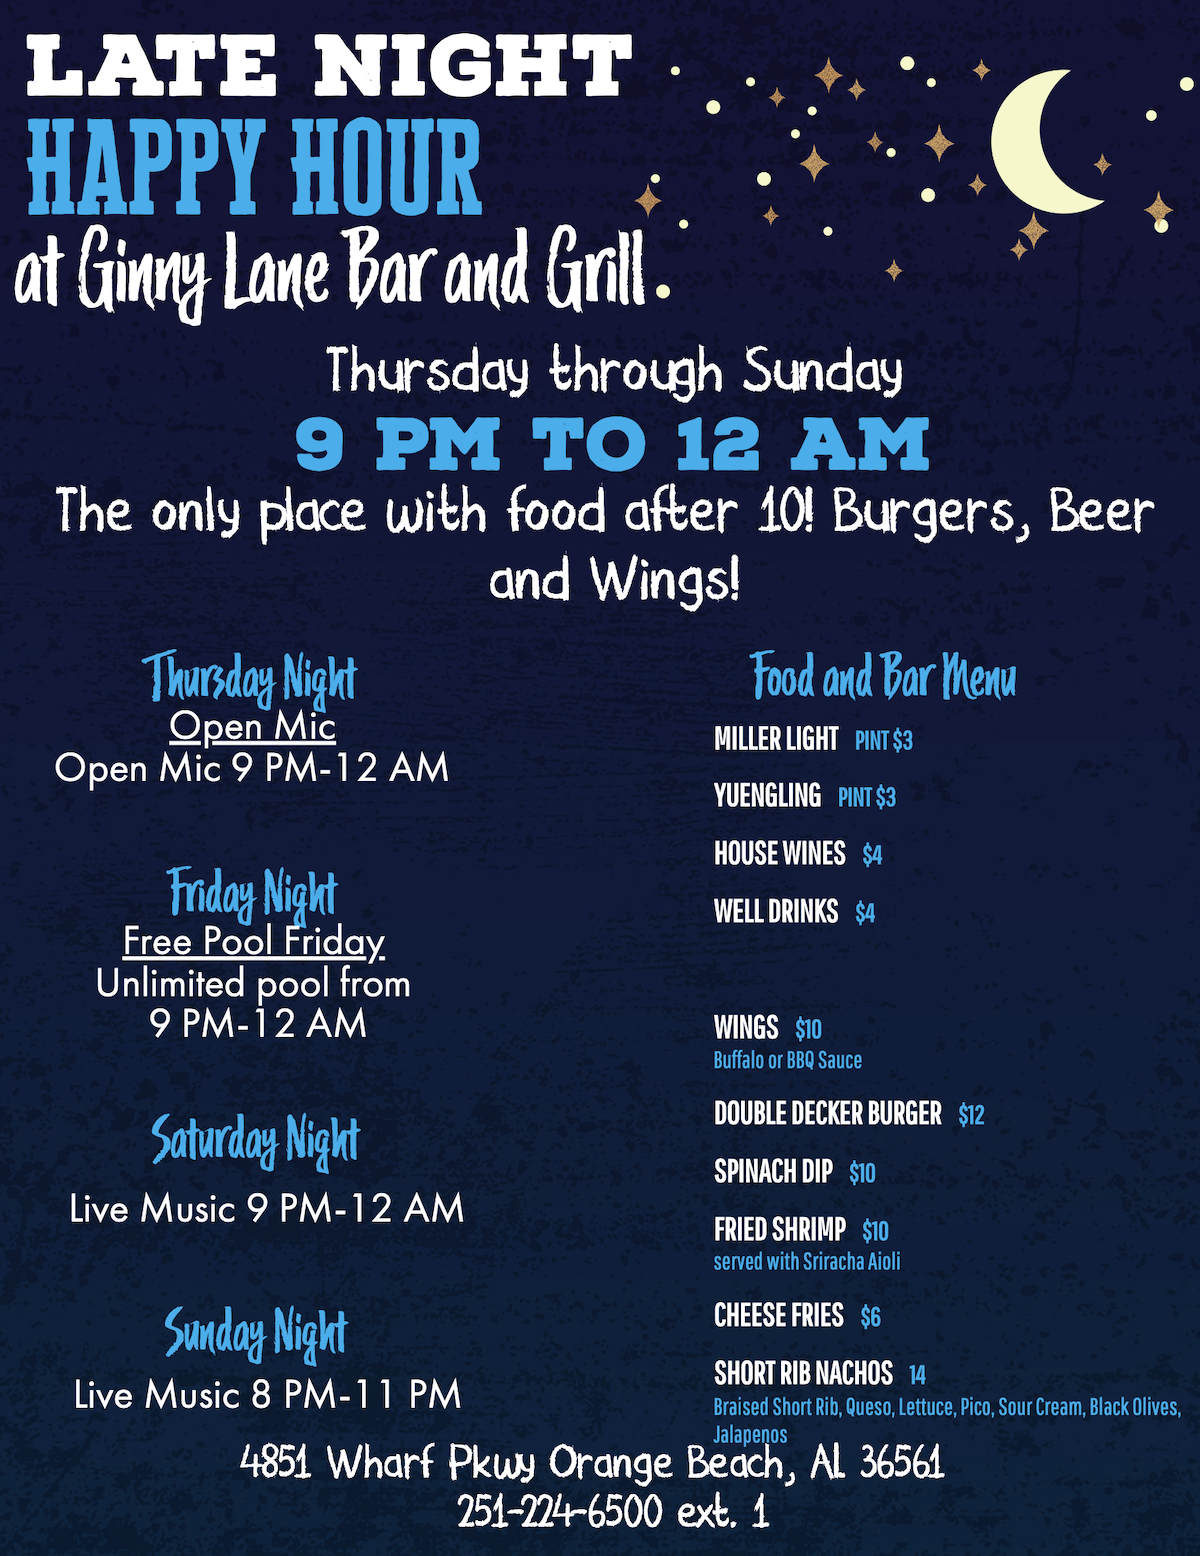 LATE NIGHT
HAPPY HOUR
at Ginny Lane Bar and Grill
Thursday through Sunday
9 PM TO 12 AM
The only place with food after 10! Burgers, Beer
and Wings!
Thursday Night
Open Mic
Open Mic 9 PM-12 AM
Friday Night
Free Pool Friday
Unlimited pool from
9 PM-12 AM
Saturday Night
Live Music 9 PM-12 AM
Sunday Night
Live Music 8 PM-11 PM
Food and Bar Menu
MILLER LIGHT PINT $3
YUENGLING PINT $3
HOUSE WINES $4
WELL DRINKS $4
WINGS $10
Buffalo or BBQ Sauce
DOUBLE DECKER BURGER $12
SPINACH DIP $10
FRIED SHRIMP $10
served with Sriracha Aioli
CHEESE FRIES $6
SHORT RIB NACHOS 14
Braised Short Rib, Queso, Lettuce, Pico, Sour Cream, Black Olives,
Jalapenos
4851 Wharf Pkwy Orange Beach, AL 36561
251-224-6500 ext. 1